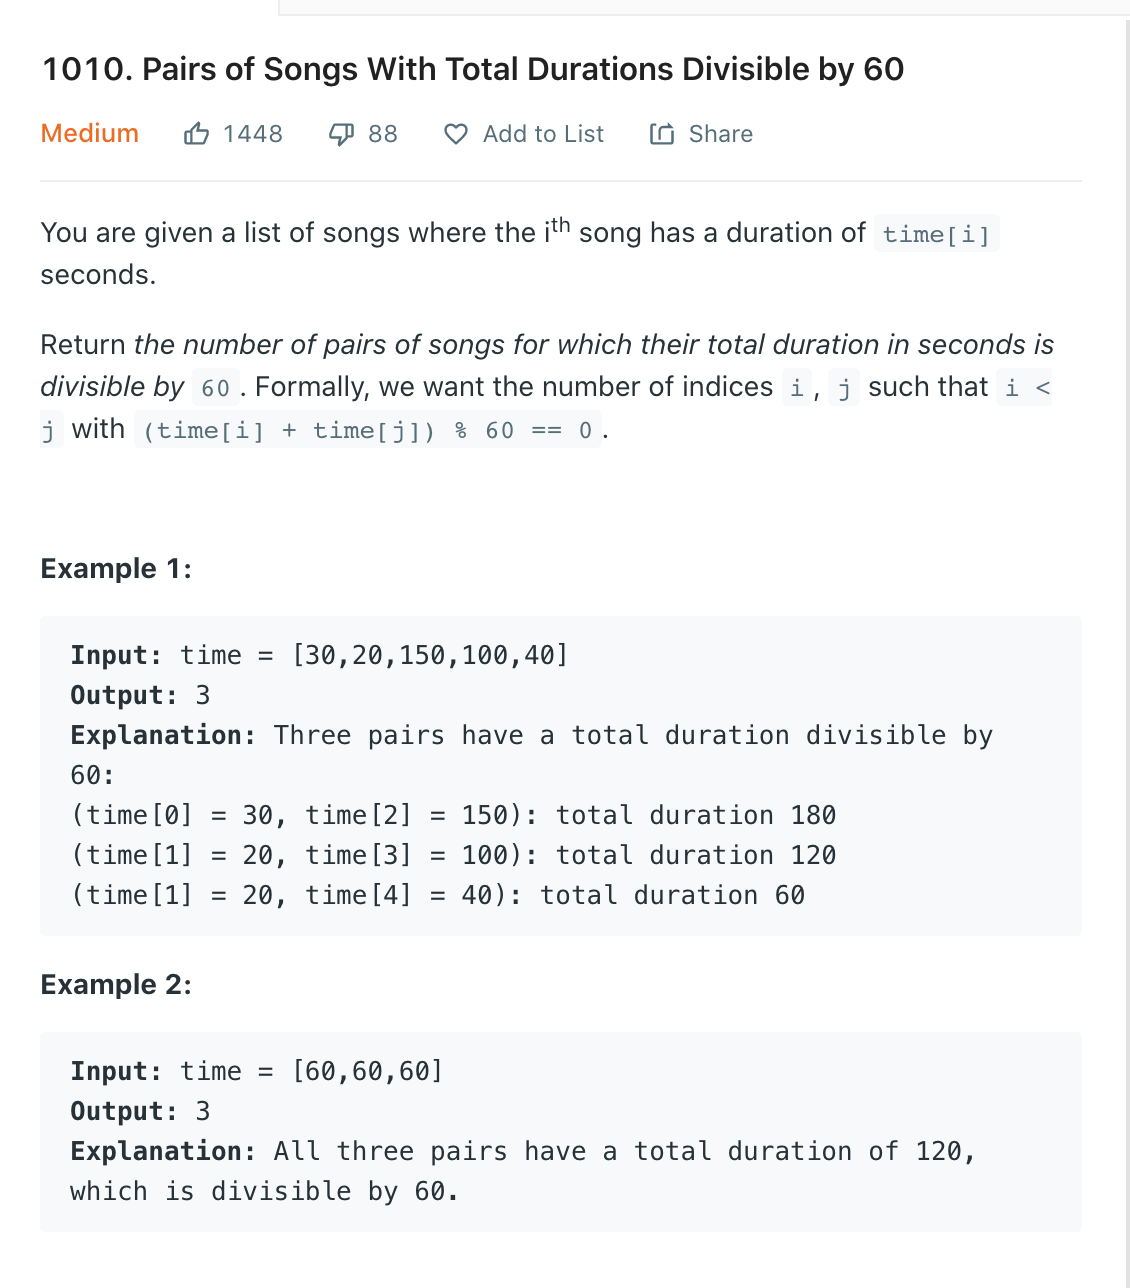 1010. Pairs of Songs With Total Durations Divisible by 60
Medium 1448 88 Add to List Share
You are given a list of songs where the ith song has a duration of time[i]
seconds.
Return the number of pairs of songs for which their total duration in seconds is
divisible by 60. Formally, we want the number of indices i, j such that i <
j with (time[i] + time[j]) % 60 == 0.
Example 1:
Input: time = [30,20,150,100,40]
Output: 3
Explanation: Three pairs have a total duration divisible by
60:
(time[0] = 30, time[2] = 150): total duration 180
(time[1] = 20, time[3] = 100): total duration 120
(time[1] = 20, time[4] = 40): total duration 60
Example 2:
Input: time = [60,60,60]
Output: 3
Explanation: All three pairs have a total duration of 120,
which is divisible by 60.